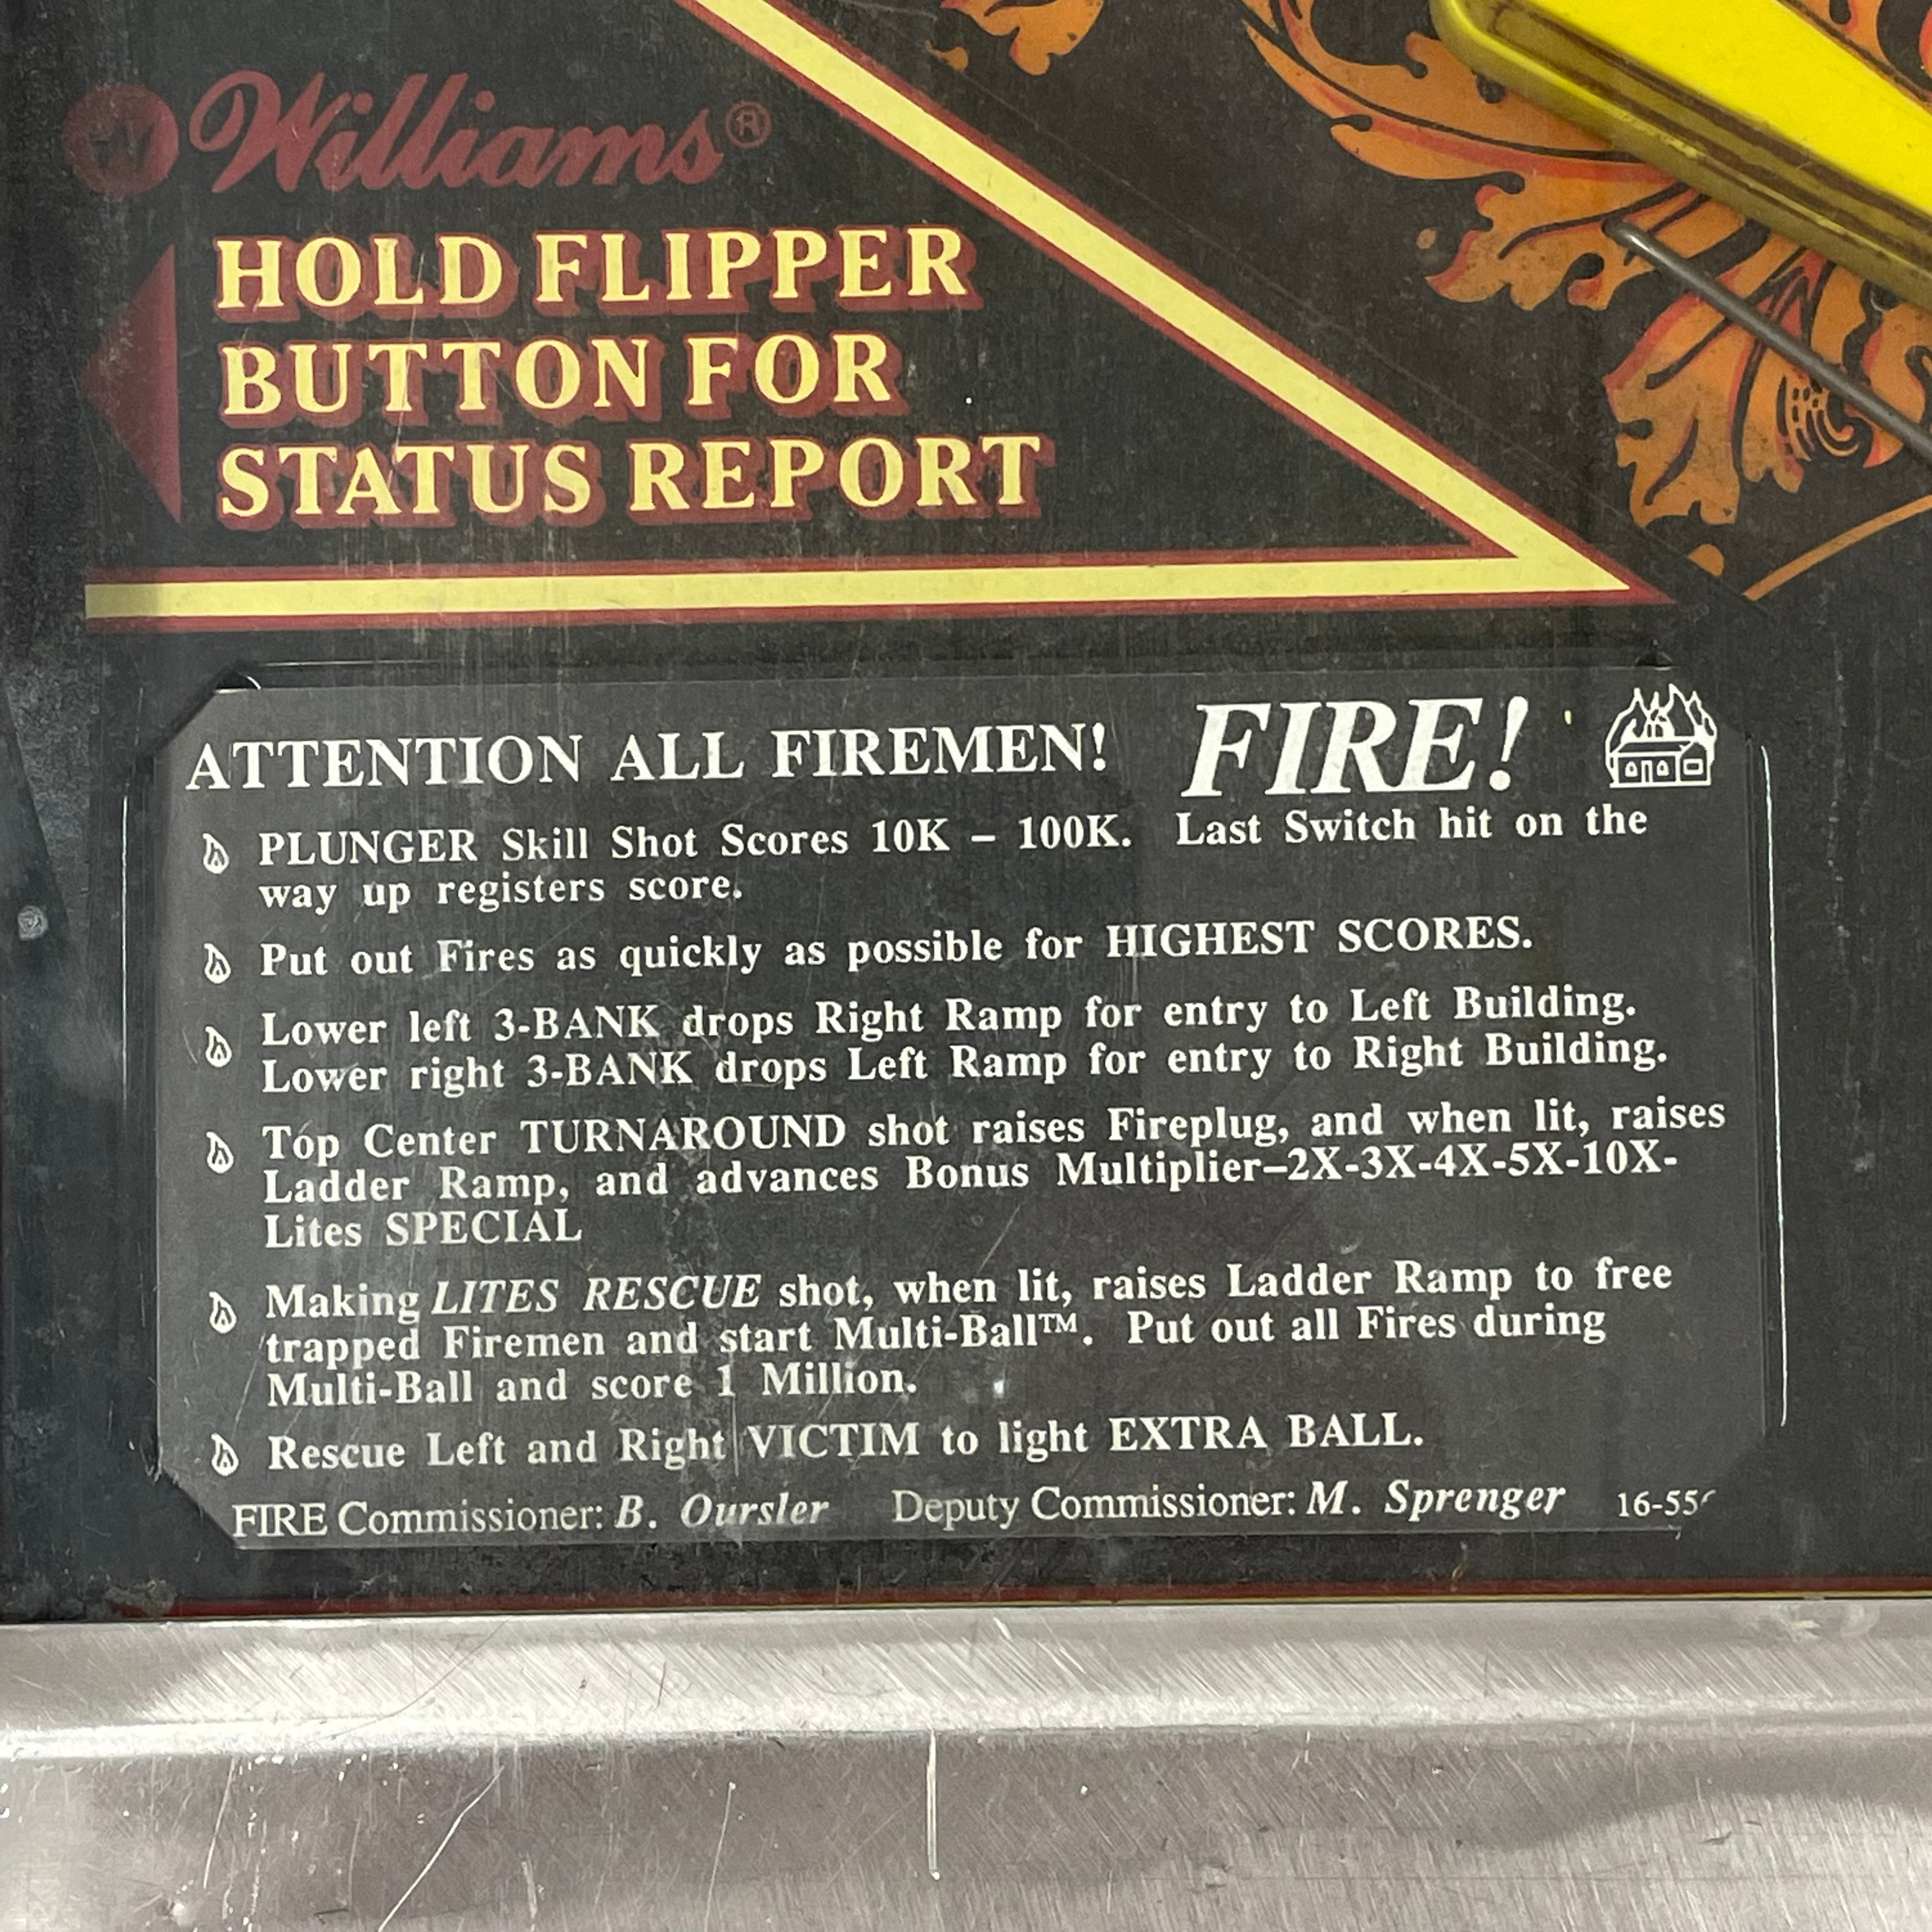 W Williams®
HOLD FLIPPER
BUTTON FOR
STATUS REPORT
ATTENTION ALL FIREMEN! FIRE!
PLUNGER Skill Shot Scores 10K – 100K. Last Switch hit on the
way up registers score.
Put out Fires as quickly as possible for HIGHEST SCORES.
Lower left 3-BANK drops Right Ramp for entry to Left Building.
Lower right 3-BANK drops Left Ramp for entry to Right Building.
Top Center TURNAROUND shot raises Fireplug, and when lit, raises
Ladder Ramp, and advances Bonus Multiplier–2X-3X-4X-5X-10X-
Lites SPECIAL
Making LITES RESCUE shot, when lit, raises Ladder Ramp to free
trapped Firemen and start Multi-Ball™. Put out all Fires during
Multi-Ball and score 1 Million.
Rescue Left and Right VICTIM to light EXTRA BALL.
FIRE Commissioner: B. Oursler Deputy Commissioner: M. Sprenger